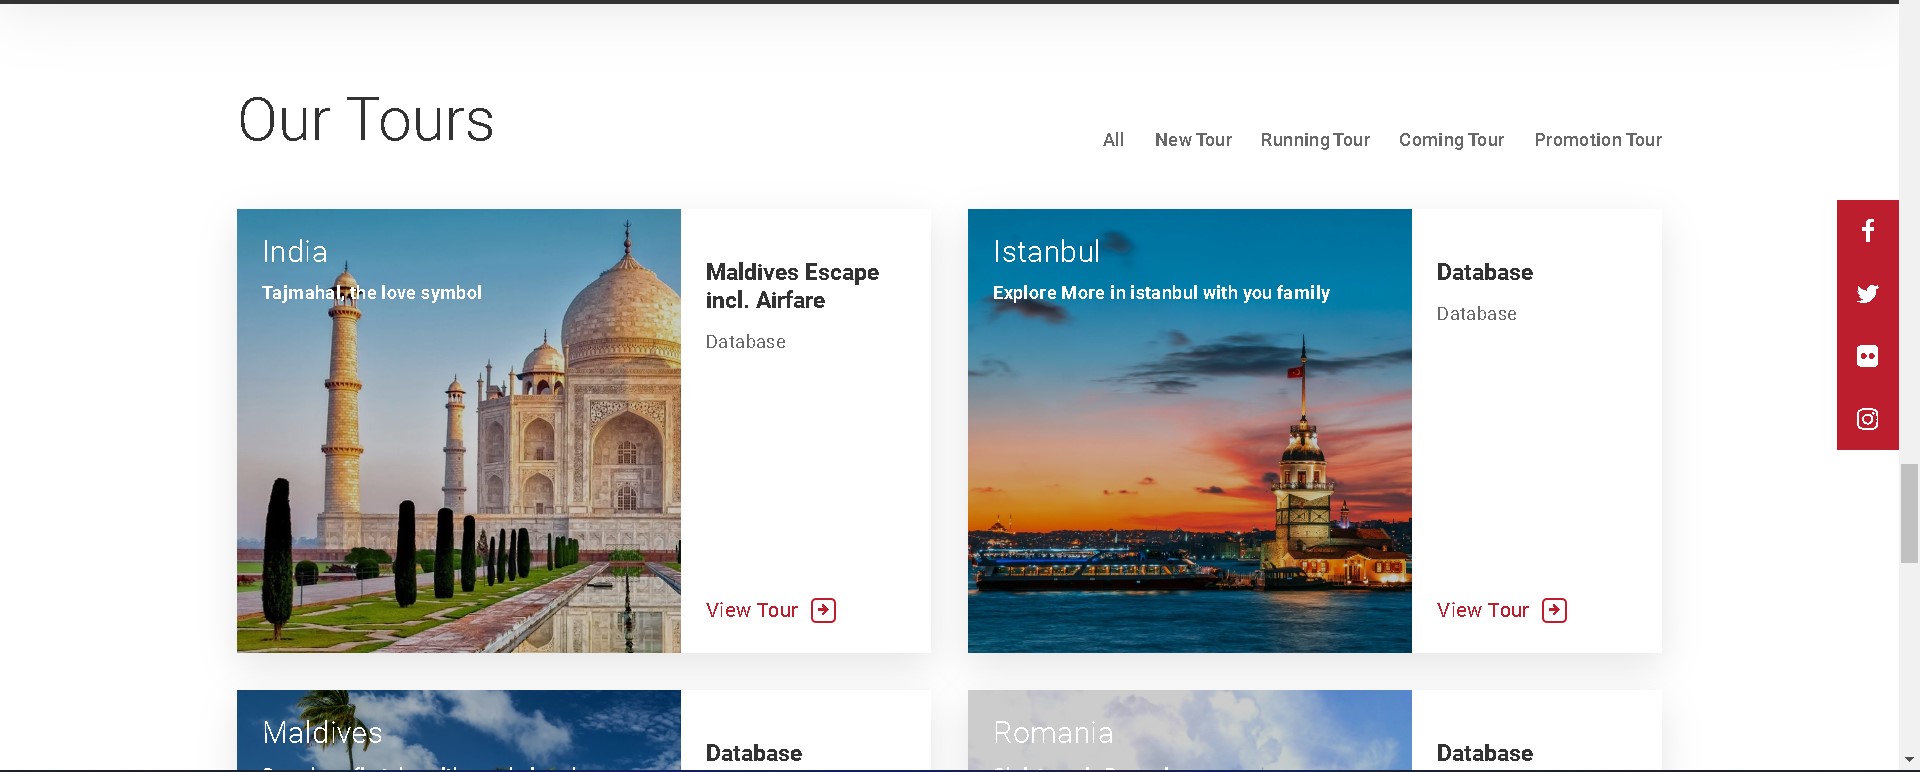 Our Tours
All New Tour Running Tour Coming Tour Promotion Tour
India
Tajmahal, the love symbol
Maldives Escape
incl. Airfare
Database
View Tour
Istanbul
Explore More in istanbul with you family
Database
Database
View Tour
Maldives
Database
Romania
Database